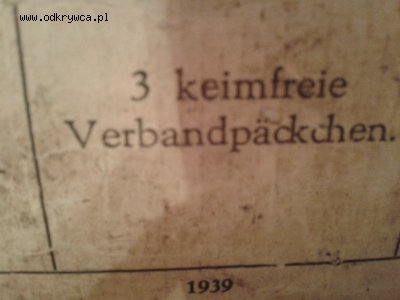 www.odkrywca.pl
3 keimfreie
Verbandpäckchen.
1939